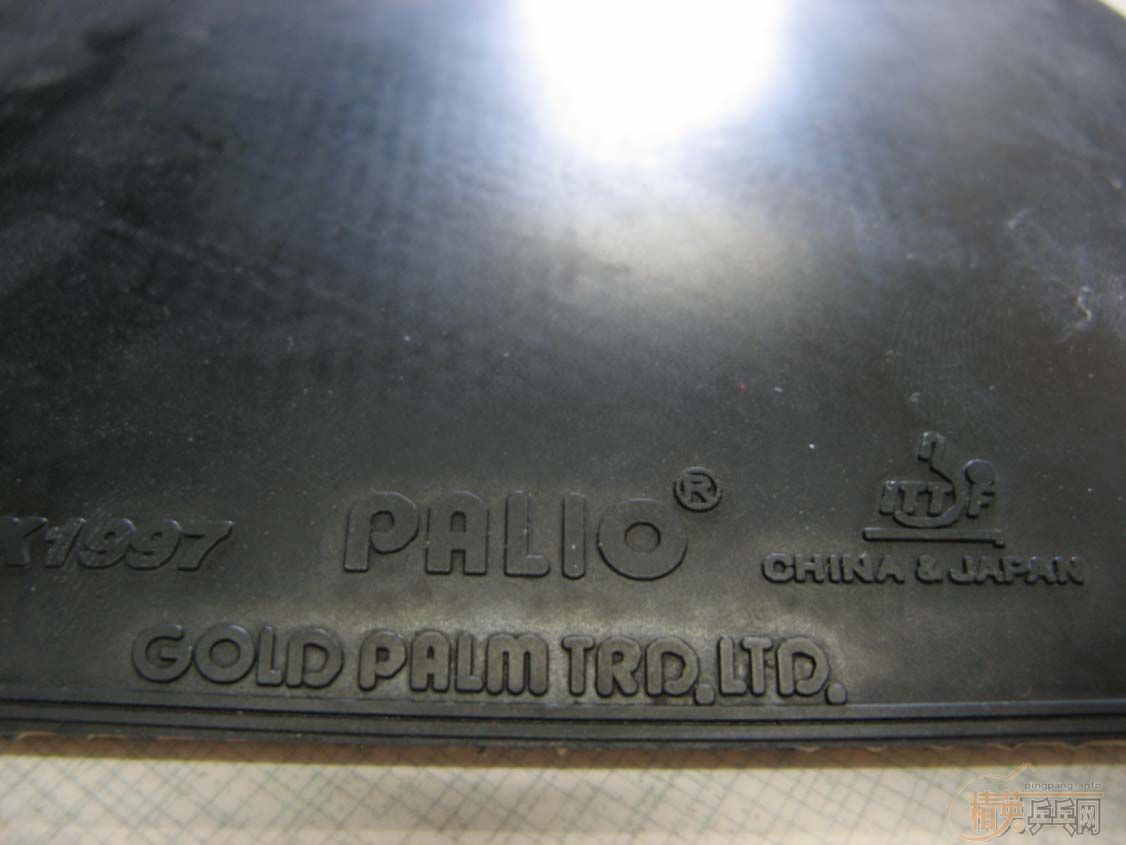 K1997
PALIO®
ITTF
CHINA & JAPAN
GOLD PALM TRD.LTD.
pingpang.info
精英乒乓网